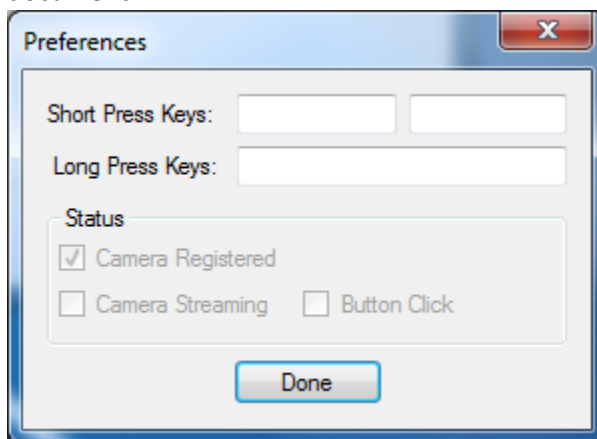 Preferences
Short Press Keys:
Long Press Keys:
Status
Camera Registered
Camera Streaming Button Click
Done